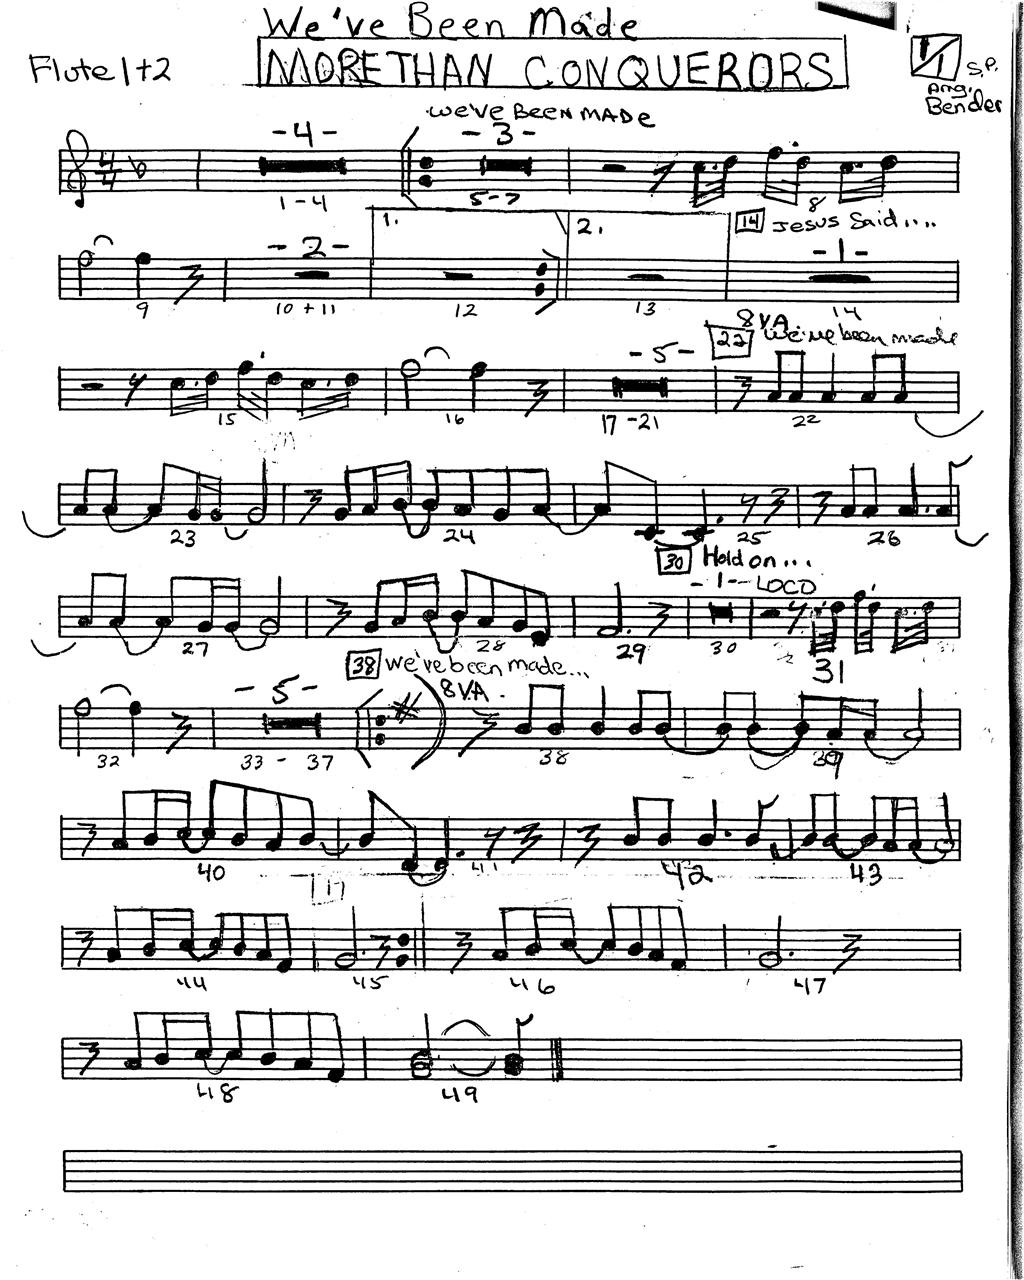 We've Been Made
MORE THAN CONQUERORS
Flute 1+2
1/1 S.P.
Arng.
Bender
We've Been Made
-4- -3-
4/4
1-4 5-7 8
1. 2. 14 Jesus Said....
-2- -1-
9 10+11 12 13 14
8VA
22 We've been made
-5-
15 16 17-21 22
23 24 25 26
30 Hold on...
-1- LOCO
27 28 29 30 31
38 We've been made...
-5- 8VA.
32 33 - 37 38 39
40 41 42 43
17
44 45 46 47
48 49